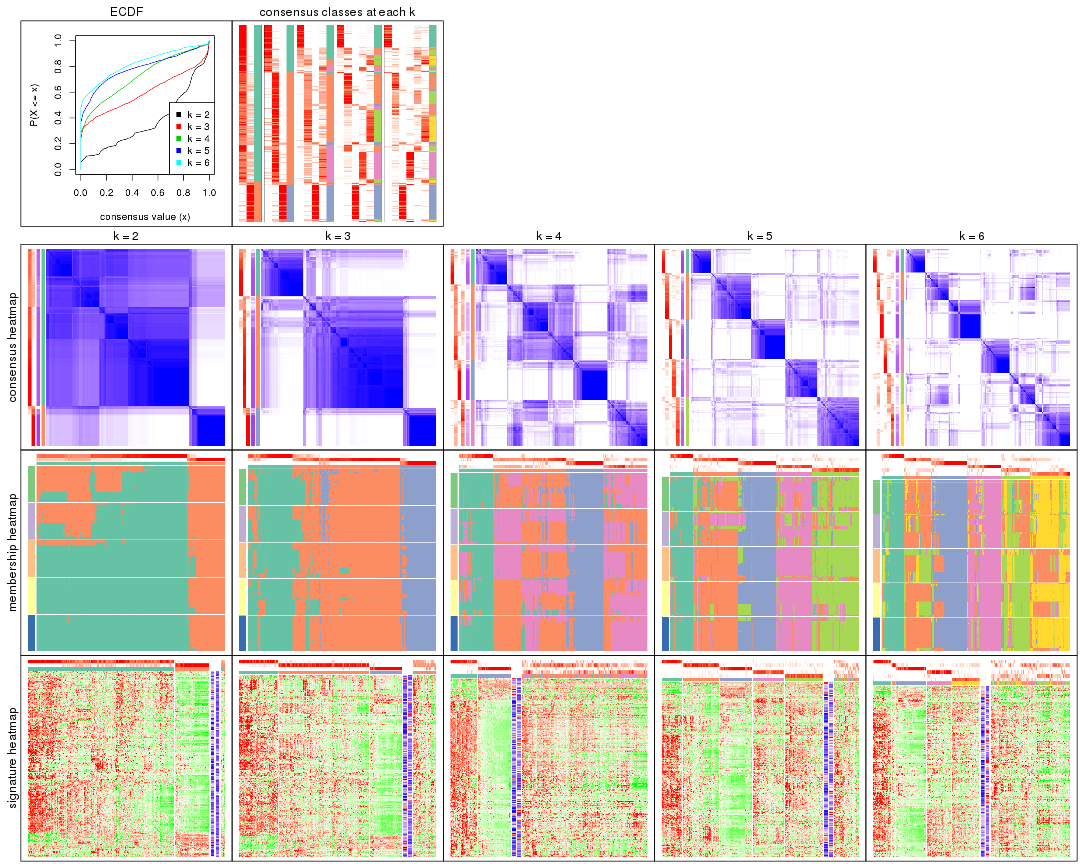 ECDF
consensus classes at each k
P(X <= x)
0.0 0.2 0.4 0.6 0.8 1.0
k = 2
k = 3
k = 4
k = 5
k = 6
0.0 0.2 0.4 0.6 0.8 1.0
consensus value (x)
k = 2 k = 3 k = 4 k = 5 k = 6
consensus heatmap
membership heatmap
signature heatmap